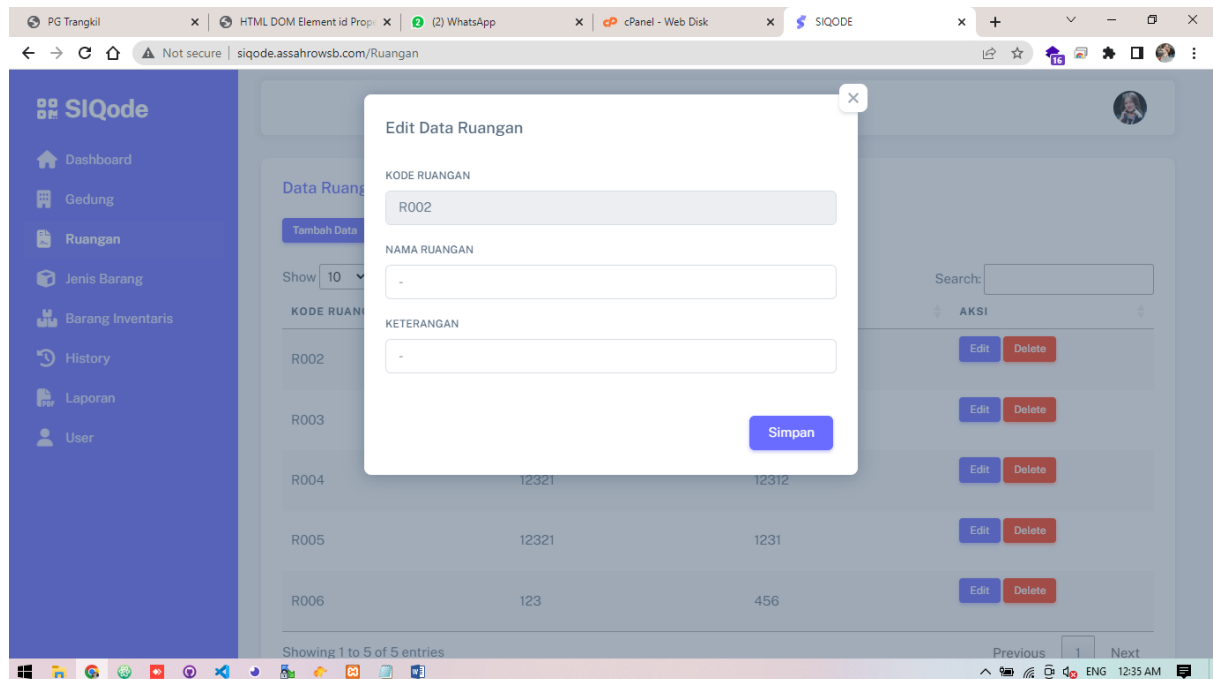 PG Trangkil
HTML DOM Element id Prope
(2) WhatsApp
cPanel - Web Disk
SIQODE
Not secure | siqode.assahrowsb.com/Ruangan
16
SIQode
Edit Data Ruangan
Dashboard
KODE RUANGAN
Gedung
Data Ruang
R002
Ruangan
Tambah Data
NAMA RUANGAN
Jenis Barang
Show 10
-
Search:
Barang Inventaris
KODE RUAN
KETERANGAN
AKSI
History
R002
-
Edit Delete
Laporan
R003
Edit Delete
User
Simpan
R004 12321 12312 Edit Delete
R005 12321 1231 Edit Delete
R006 123 456 Edit Delete
Showing 1 to 5 of 5 entries
Previous 1 Next
ENG 12:35 AM